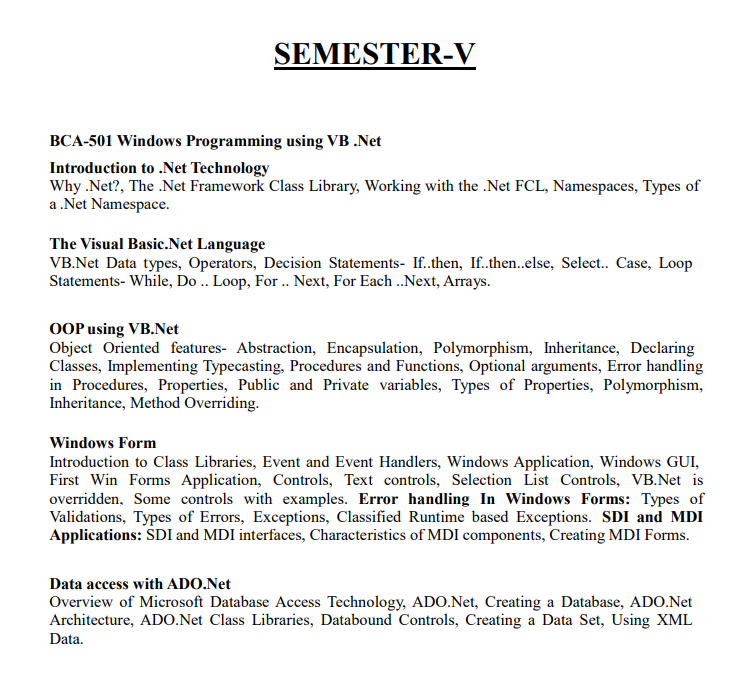 SEMESTER-V
BCA-501 Windows Programming using VB .Net
Introduction to .Net Technology
Why .Net?, The .Net Framework Class Library, Working with the .Net FCL, Namespaces, Types of
a .Net Namespace.
The Visual Basic.Net Language
VB.Net Data types, Operators, Decision Statements- If..then, If..then..else, Select.. Case, Loop
Statements- While, Do .. Loop, For .. Next, For Each ..Next, Arrays.
OOP using VB.Net
Object Oriented features- Abstraction, Encapsulation, Polymorphism, Inheritance, Declaring
Classes, Implementing Typecasting, Procedures and Functions, Optional arguments, Error handling
in Procedures, Properties, Public and Private variables, Types of Properties, Polymorphism,
Inheritance, Method Overriding.
Windows Form
Introduction to Class Libraries, Event and Event Handlers, Windows Application, Windows GUI,
First Win Forms Application, Controls, Text controls, Selection List Controls, VB.Net is
overridden, Some controls with examples. Error handling In Windows Forms: Types of
Validations, Types of Errors, Exceptions, Classified Runtime based Exceptions. SDI and MDI
Applications: SDI and MDI interfaces, Characteristics of MDI components, Creating MDI Forms.
Data access with ADO.Net
Overview of Microsoft Database Access Technology, ADO.Net, Creating a Database, ADO.Net
Architecture, ADO.Net Class Libraries, Databound Controls, Creating a Data Set, Using XML
Data.